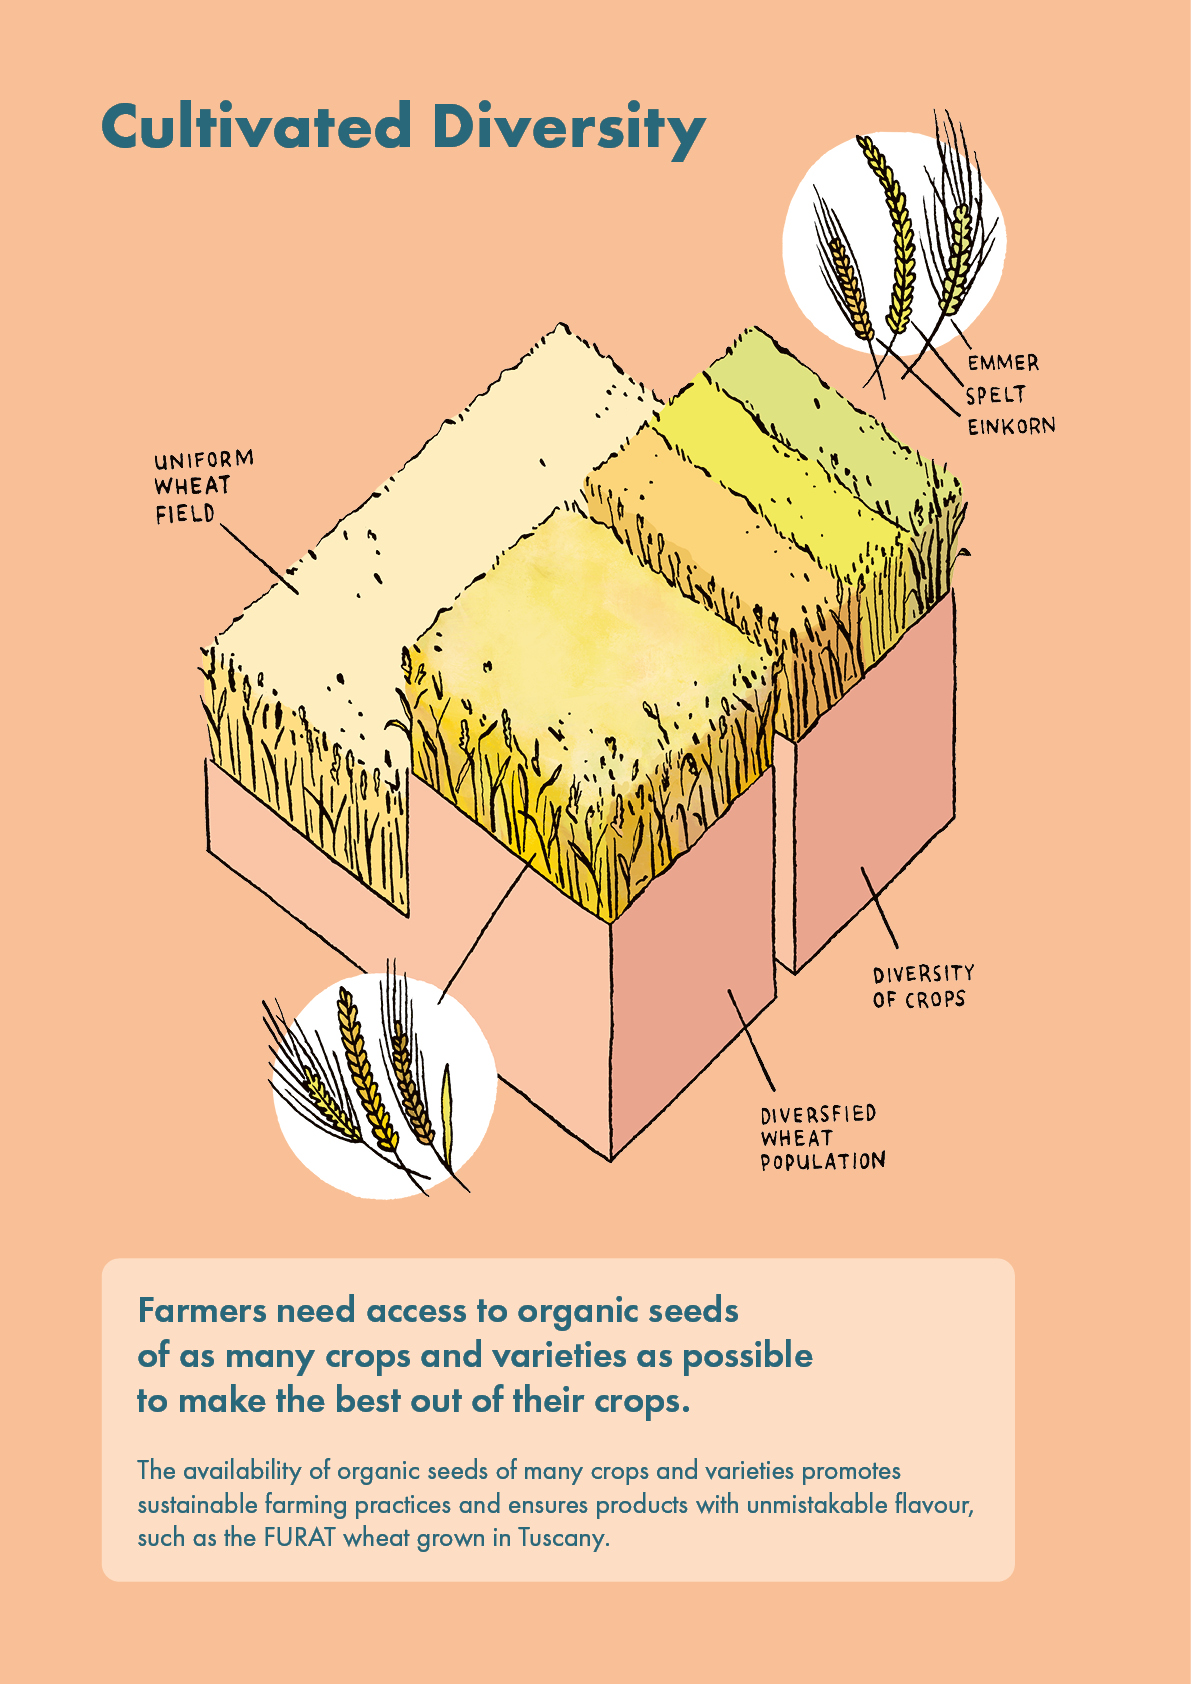 Cultivated Diversity
EMMER
SPELT
EINKORN
UNIFORM
WHEAT
FIELD
DIVERSITY
OF CROPS
DIVERSFIED
WHEAT
POPULATION
Farmers need access to organic seeds
of as many crops and varieties as possible
to make the best out of their crops.
The availability of organic seeds of many crops and varieties promotes
sustainable farming practices and ensures products with unmistakable flavour,
such as the FURAT wheat grown in Tuscany.